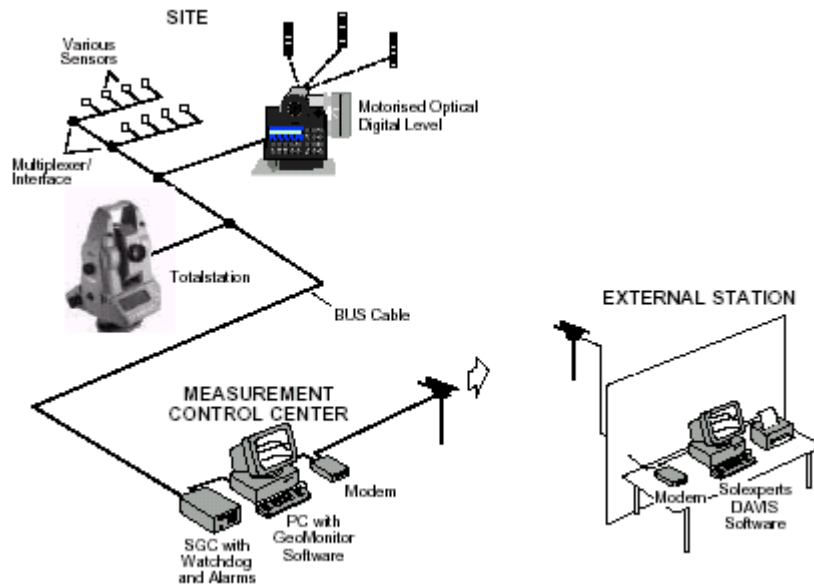 SITE
Various
Sensors
Motorised Optical
Digital Level
Multiplexer/
Interface
Totalstation
BUS Cable
EXTERNAL STATION
MEASUREMENT
CONTROL CENTER
Modem
PC with
GeoMonitor
Software
SGC with
Watchdog
and Alarms
Modem
Solexperts
DAVIS
Software